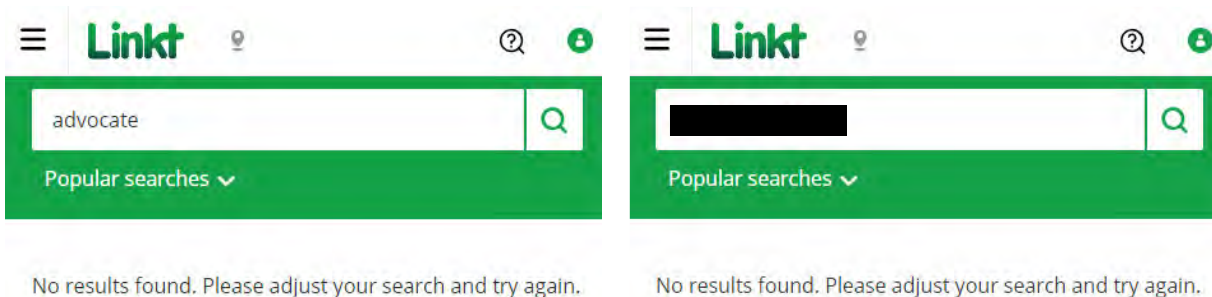 Linkt
advocate
Popular searches
No results found. Please adjust your search and try again.
Linkt
Popular searches
No results found. Please adjust your search and try again.